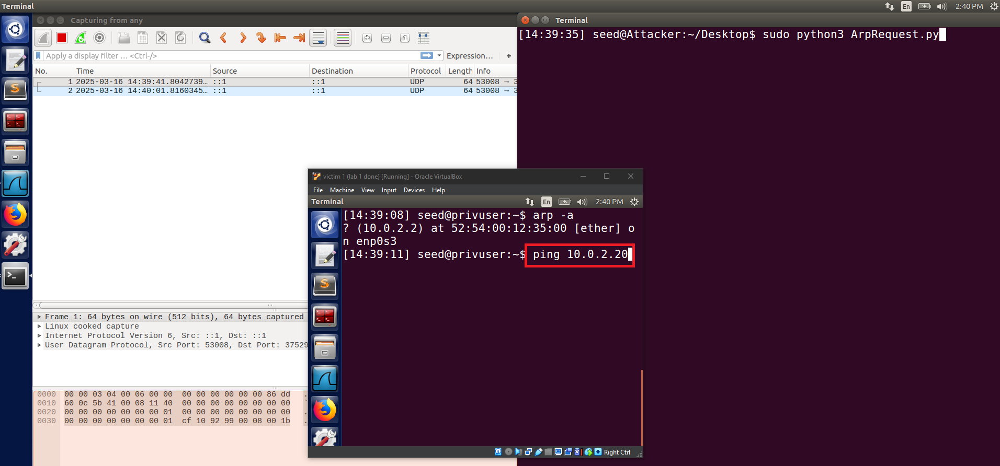 Terminal
En
2:40 PM
Capturing from any
Apply a display filter … <Ctrl-/>
Expression…
+
No. Time Source Destination Protocol Length Info
1 2025-03-16 14:39:41.8042739… ::1 ::1 UDP 64 53008 → 3
2 2025-03-16 14:40:01.8160345… ::1 ::1 UDP 64 53008 → 3
Frame 1: 64 bytes on wire (512 bits), 64 bytes captured
Linux cooked capture
Internet Protocol Version 6, Src: ::1, Dst: ::1
User Datagram Protocol, Src Port: 53008, Dst Port: 37529
0000 00 00 03 04 00 06 00 00 00 00 00 00 00 00 86 dd
0010 60 0e 5b 41 00 08 11 40 00 00 00 00 00 00 00 00
0020 00 00 00 00 00 00 00 01 00 00 00 00 00 00 00 00
0030 00 00 00 00 00 00 00 01 cf 10 92 99 00 08 00 1b
Terminal
[14:39:35] seed@Attacker:~/Desktop$ sudo python3 ArpRequest.py
victim 1 (lab 1 done) [Running] - Oracle VirtualBox
File Machine View Input Devices Help
Terminal
En
2:40 PM
[14:39:08] seed@privuser:~$ arp -a
? (10.0.2.2) at 52:54:00:12:35:00 [ether] o
n enp0s3
[14:39:11] seed@privuser:~$ ping 10.0.2.20
Right Ctrl